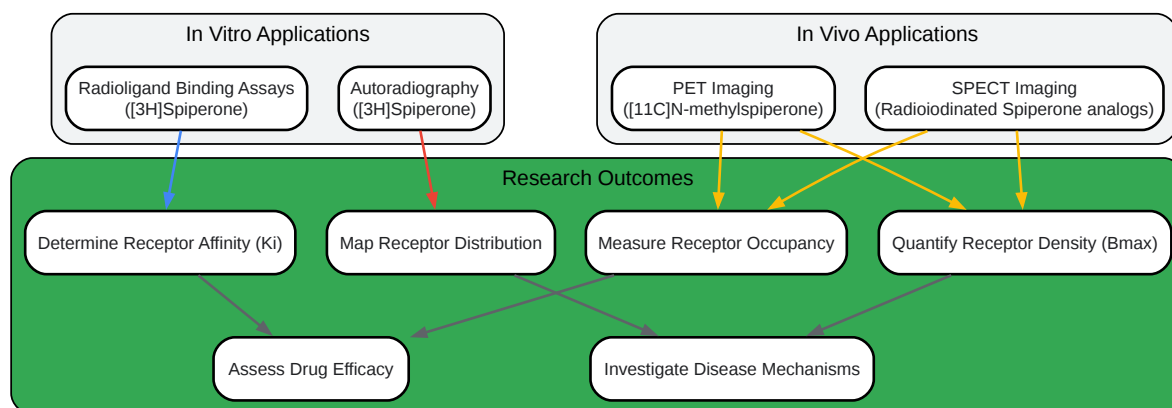 In Vitro Applications
Radioligand Binding Assays
([3H]Spiperone)
Autoradiography
([3H]Spiperone)
In Vivo Applications
PET Imaging
([11C]N-methylspiperone)
SPECT Imaging
(Radioiodinated Spiperone analogs)
Research Outcomes
Determine Receptor Affinity (Ki)
Map Receptor Distribution
Measure Receptor Occupancy
Quantify Receptor Density (Bmax)
Assess Drug Efficacy
Investigate Disease Mechanisms